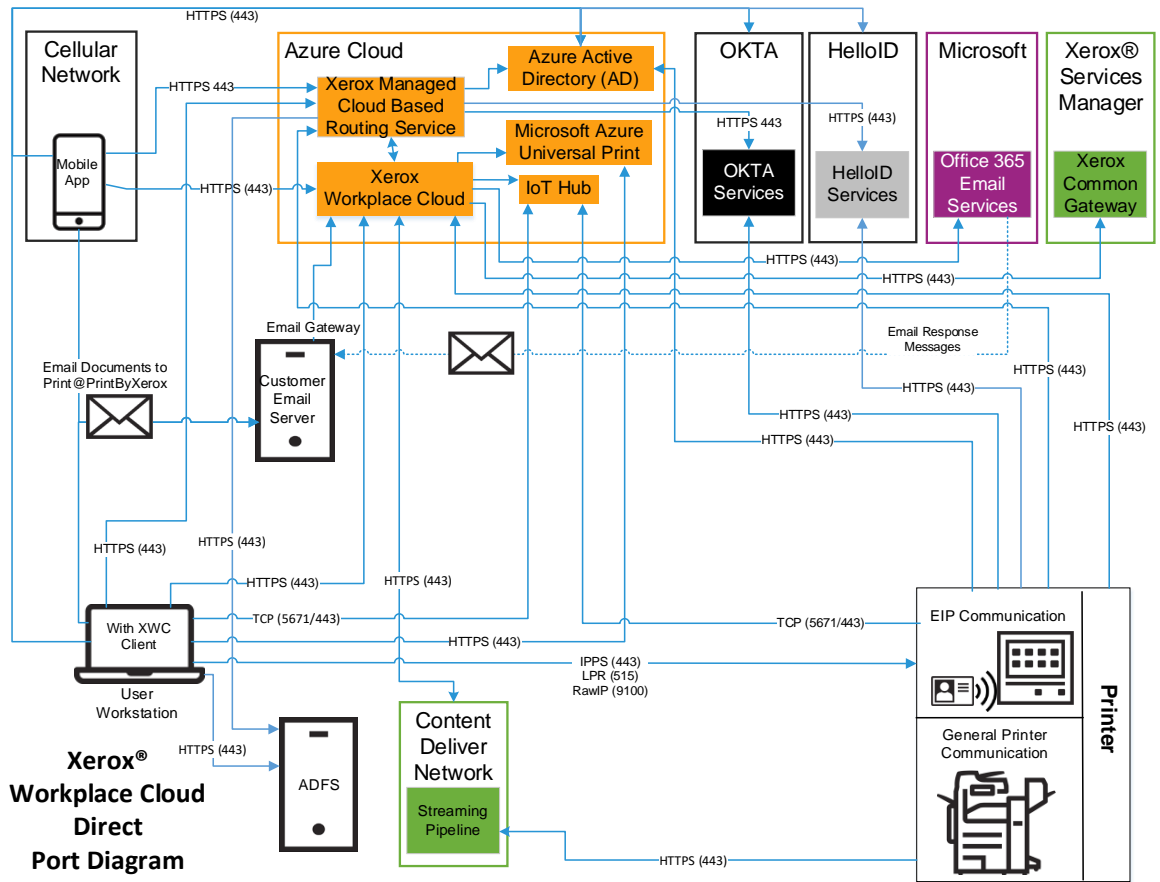 HTTPS (443)
Cellular
Network
Mobile
App
Azure Cloud
Azure Active
Directory (AD)
Xerox Managed
Cloud Based
Routing Service
Microsoft Azure
Universal Print
Xerox
Workplace Cloud
IoT Hub
HTTPS 443
HTTPS (443)
OKTA
HTTPS 443
OKTA
Services
HelloID
HTTPS (443)
HelloID
Services
Microsoft
Office 365
Email
Services
Xerox®
Services
Manager
Xerox
Common
Gateway
HTTPS (443)
HTTPS (443)
Email Gateway
Customer
Email
Server
Email Response
Messages
Email Documents to
Print@PrintByXerox
HTTPS (443)
HTTPS (443)
HTTPS (443)
HTTPS (443)
HTTPS (443)
HTTPS (443)
HTTPS (443)
HTTPS (443)
HTTPS (443)
TCP (5671/443)
TCP (5671/443)
HTTPS (443)
With XWC
Client
User
Workstation
IPPS (443)
LPR (515)
RawIP (9100)
EIP Communication
Printer
General Printer
Communication
HTTPS (443)
ADFS
Content
Deliver
Network
Streaming
Pipeline
HTTPS (443)
Xerox®
Workplace Cloud
Direct
Port Diagram